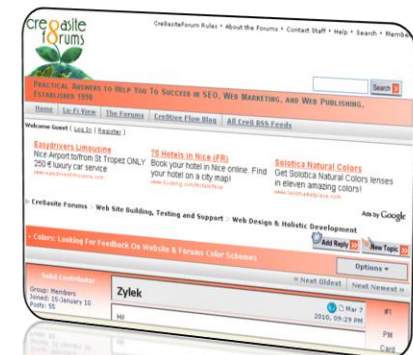 cre8asite
forums
Cre8asiteForum Rules • About the Forums • Contact Staff • Help • Search • Member
Search
Practical Answers to Help You To Succeed in SEO, Web Marketing, and Web Publishing.
Established 1998
Home Lo-Fi View The Forums Cre8tive Flow Blog All Cre8 RSS Feeds
Welcome Guest ( Log In | Register )
Easydrivers Limousine
Nice Airport to/from St Tropez ONLY
250 € luxury car service
75 Hotels in Nice (FR)
Book your hotel in Nice online. Find
your hotel on a city map!
Solotica Natural Colors
Get Solotica Natural Colors lenses
in eleven amazing colors!
Ads by Google
> Cre8asite Forums > Web Site Building, Testing and Support > Web Design & Holistic Development
Add Reply New Topic
Colors: Looking For Feedback On Website & Forums Color Schemes
Options
« Next Oldest | Next Newest »
Solid Contributor
Group: Members
Joined: 15-January 10
Posts: 55
Zylek
Mar 7
2010, 09:29 PM
#1
Hi!
PM
Card